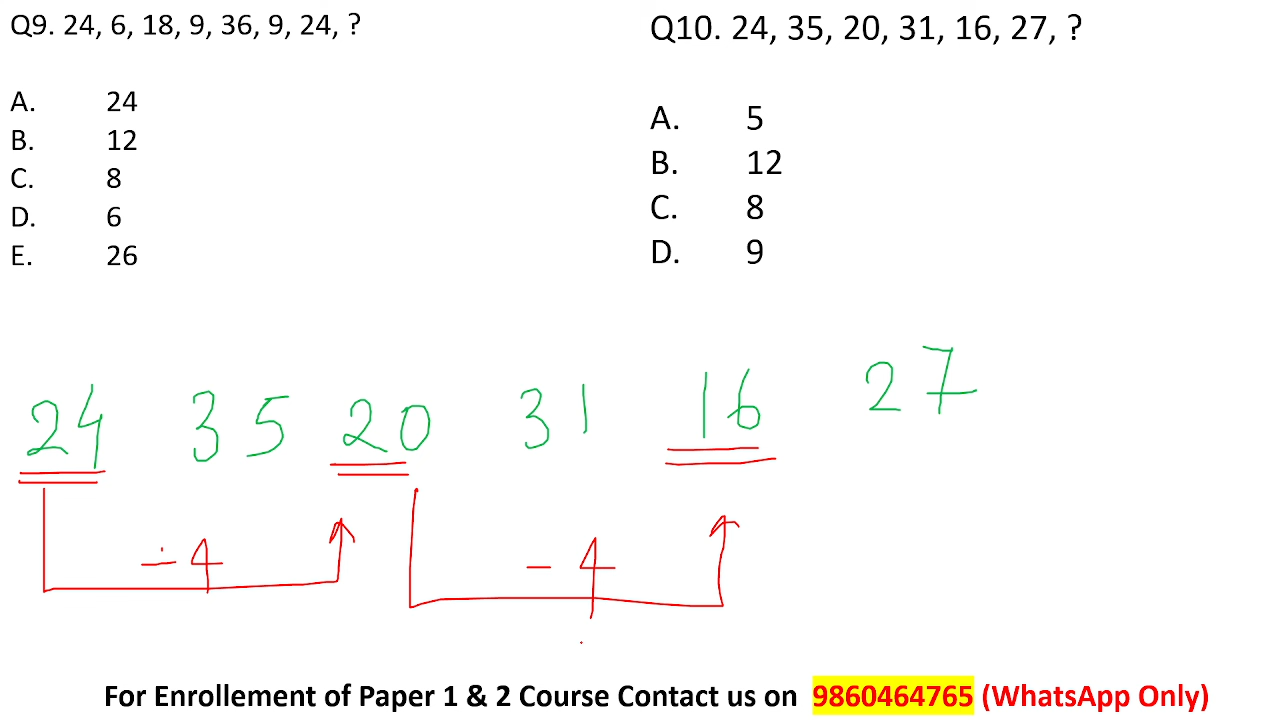 Q9. 24, 6, 18, 9, 36, 9, 24, ?
A. 24
B. 12
C. 8
D. 6
E. 26
Q10. 24, 35, 20, 31, 16, 27, ?
A. 5
B. 12
C. 8
D. 9
24 35 20 31 16 27
-4 -4
For Enrollement of Paper 1 & 2 Course Contact us on 9860464765 (WhatsApp Only)